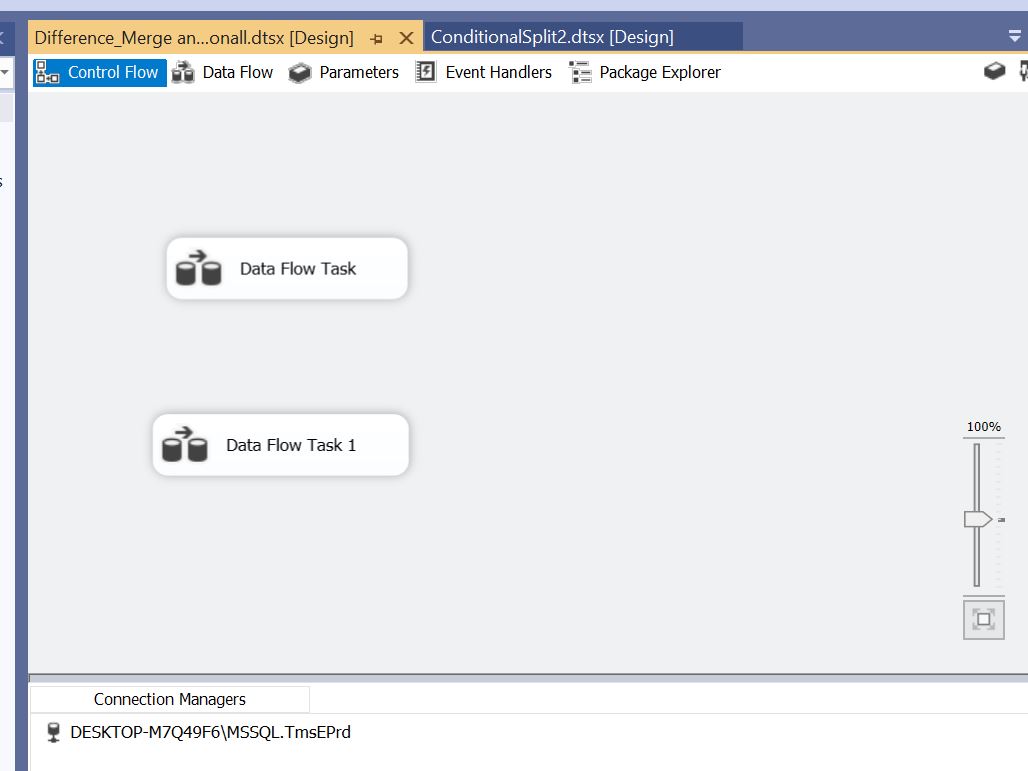 Difference_Merge an...onall.dtsx [Design]
ConditionalSplit2.dtsx [Design]
Control Flow
Data Flow
Parameters
Event Handlers
Package Explorer
Data Flow Task
Data Flow Task 1
100%
Connection Managers
DESKTOP-M7Q49F6\MSSQL.TmsEPrd